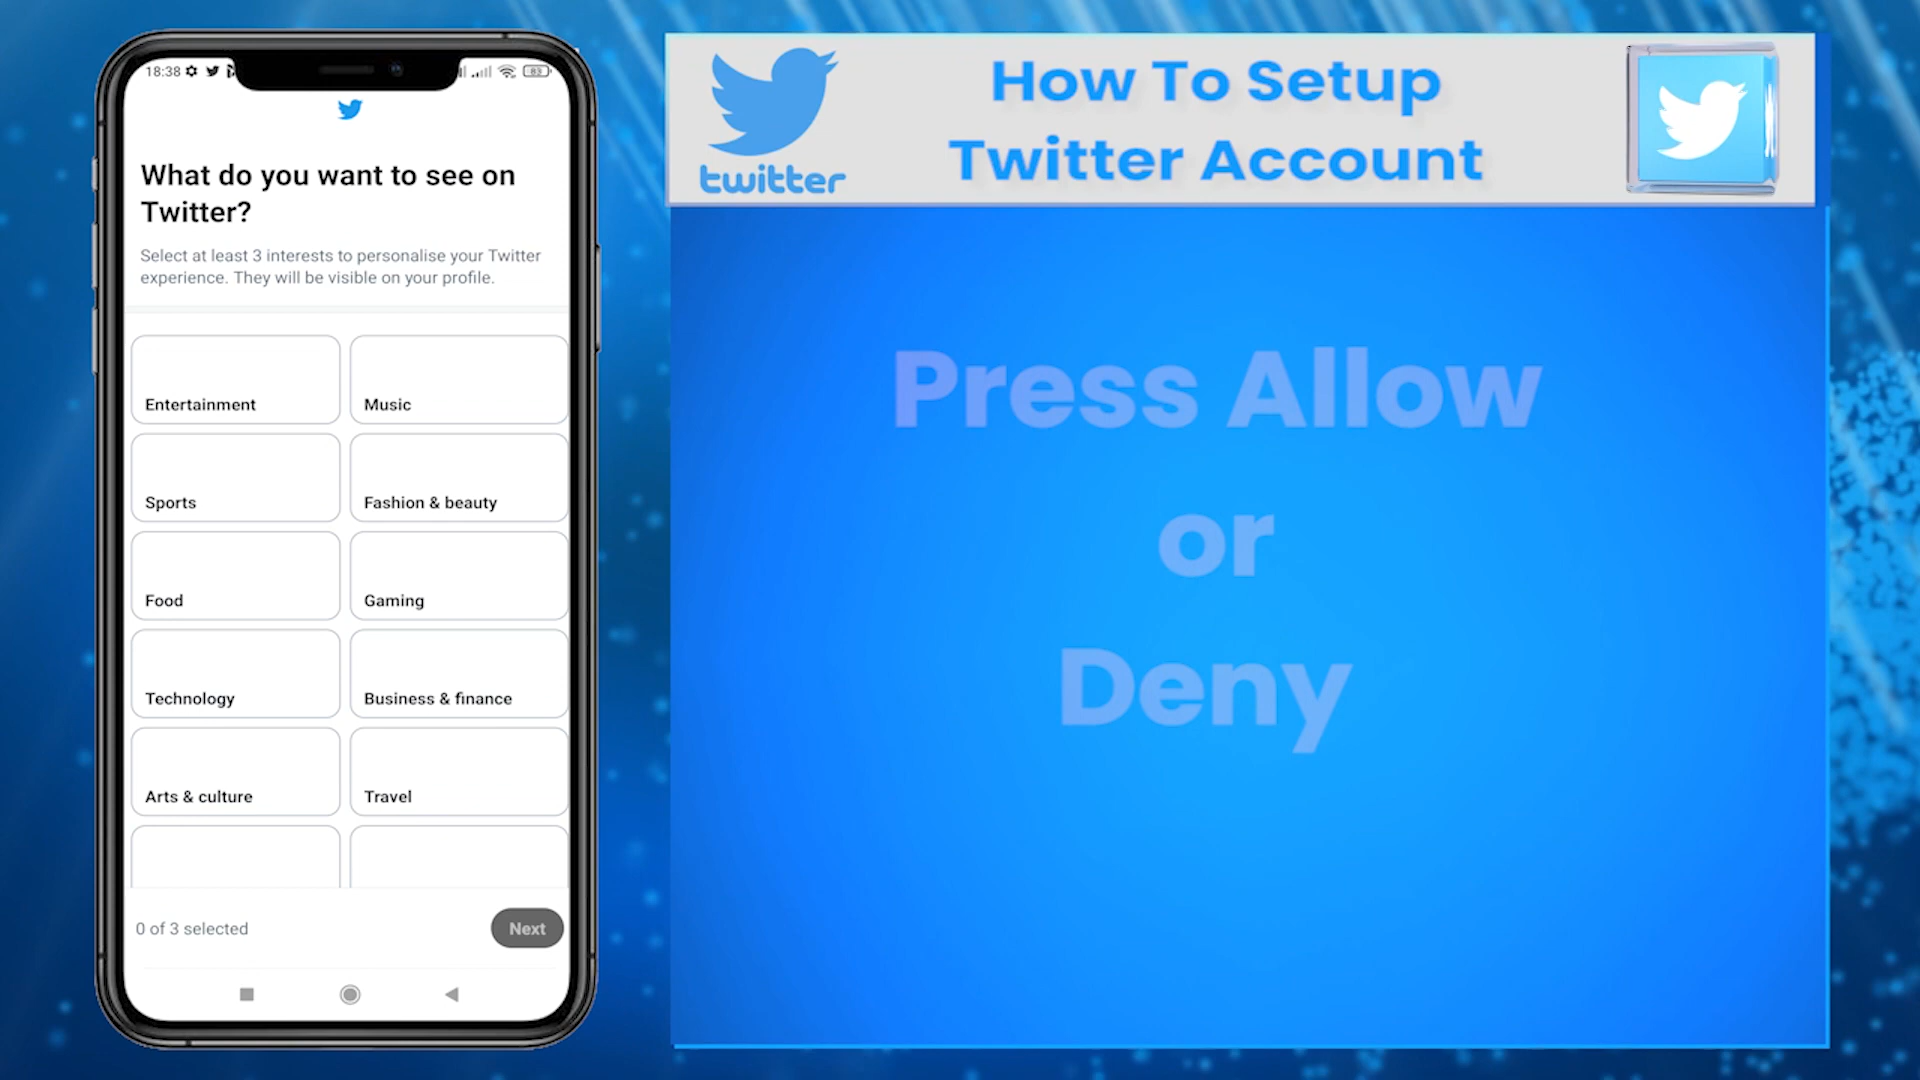 18:38
83
What do you want to see on
Twitter?
Select at least 3 interests to personalise your Twitter
experience. They will be visible on your profile.
Entertainment
Music
Sports
Fashion & beauty
Food
Gaming
Technology
Business & finance
Arts & culture
Travel
0 of 3 selected
Next
twitter
How To Setup
Twitter Account
Press Allow
or
Deny